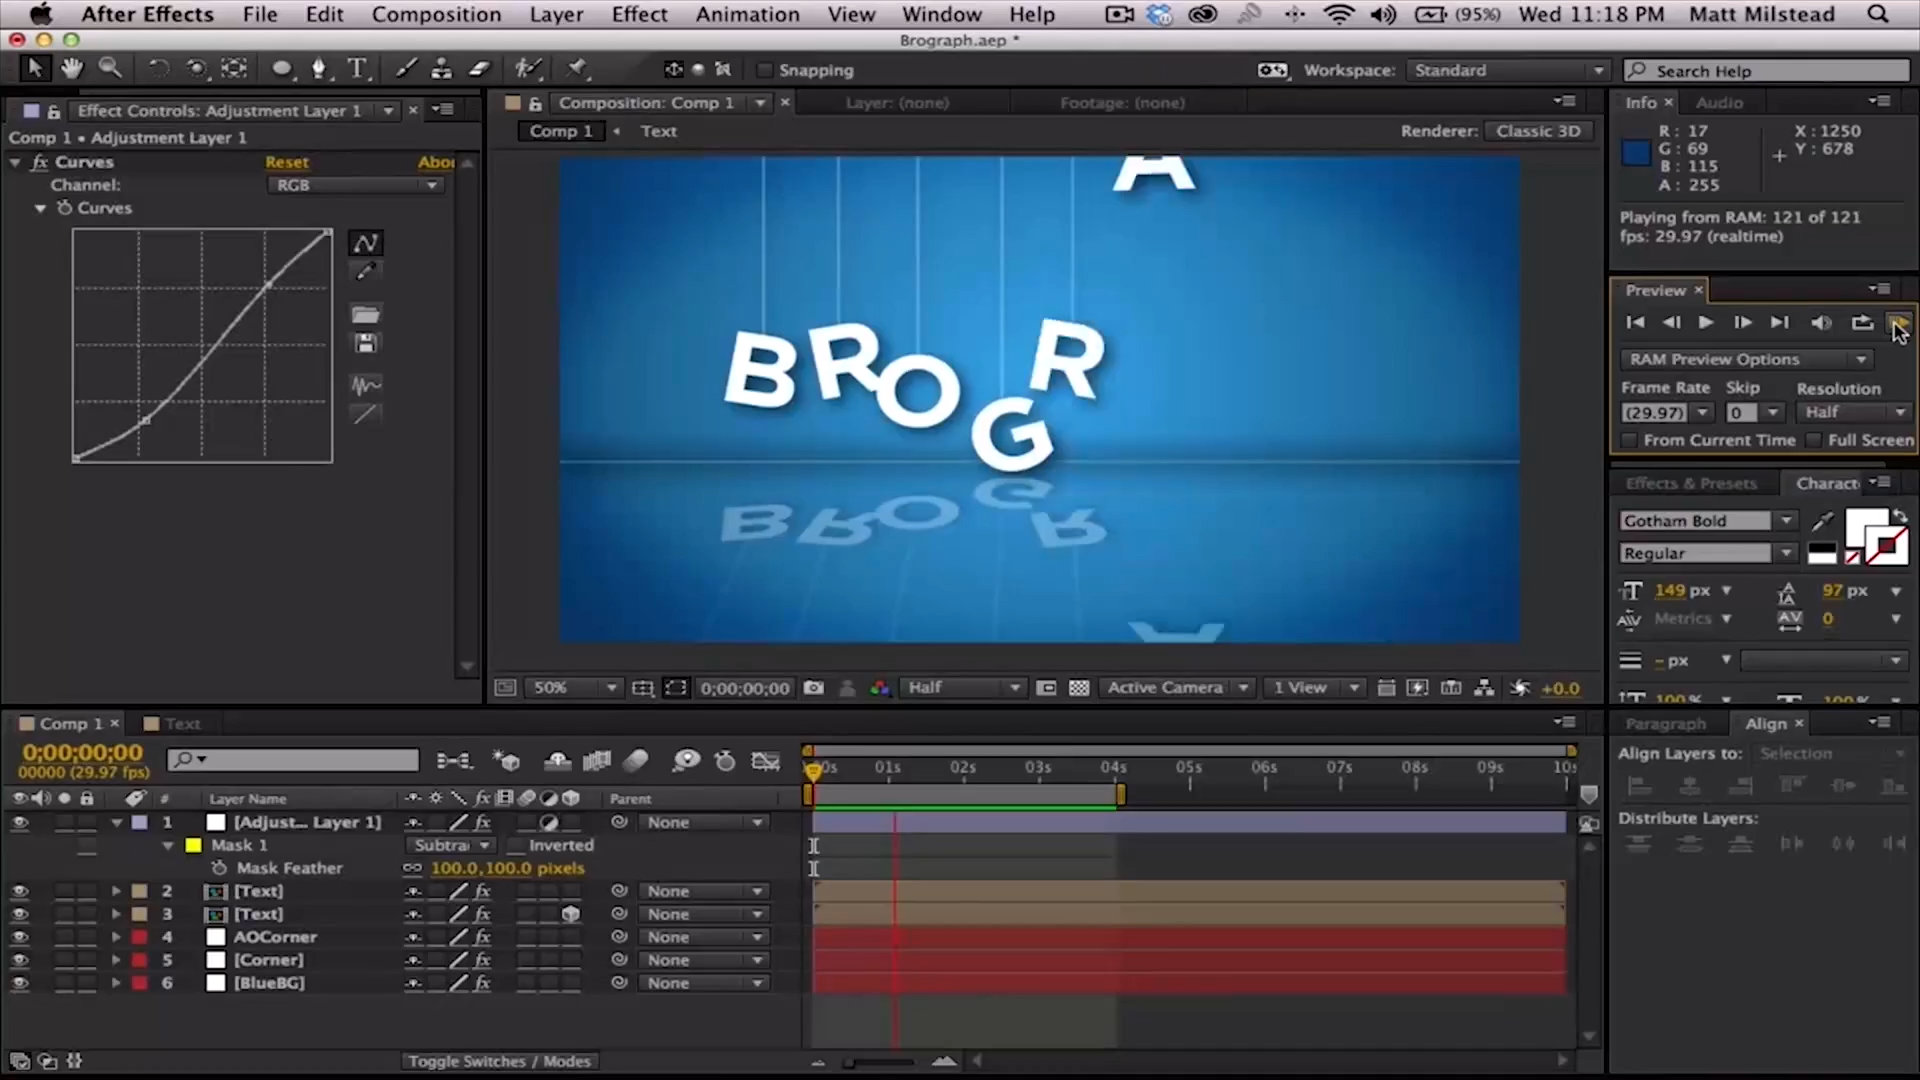 After Effects File Edit Composition Layer Effect Animation View Window Help (95%) Wed 11:18 PM Matt Milstead
Brograph.aep *
Snapping Workspace: Standard Search Help
Effect Controls: Adjustment Layer 1
Comp 1 • Adjustment Layer 1
Curves Reset Abou
Channel: RGB
Curves
Composition: Comp 1 Layer: (none) Footage: (none)
Comp 1 Text Renderer: Classic 3D
A
BROGR
BROGR
A
50% 0;00;00;00 Half Active Camera 1 View +0.0
Info Audio
R: 17 X: 1250
G: 69 Y: 678
B: 115
A: 255
Playing from RAM: 121 of 121
fps: 29.97 (realtime)
Preview
RAM Preview Options
Frame Rate Skip Resolution
(29.97) 0 Half
From Current Time Full Screen
Effects & Presets Charact
Gotham Bold
Regular
149 px 97 px
Metrics 0
- px
100 % 100 %
Paragraph Align
Align Layers to: Selection
Distribute Layers:
Comp 1 Text
0;00;00;00
00000 (29.97 fps)
# Layer Name Parent
0s 01s 02s 03s 04s 05s 06s 07s 08s 09s 10s
1 [Adjust... Layer 1] None
Mask 1 Subtra Inverted
Mask Feather 100.0,100.0 pixels
2 [Text] None
3 [Text] None
4 AOCorner None
5 [Corner] None
6 [BlueBG] None
Toggle Switches / Modes